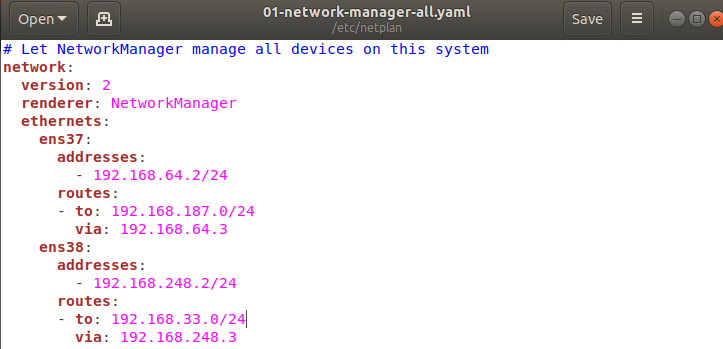 Open
01-network-manager-all.yaml
/etc/netplan
Save
# Let NetworkManager manage all devices on this system
network:
  version: 2
  renderer: NetworkManager
  ethernets:
    ens37:
      addresses:
        - 192.168.64.2/24
      routes:
      - to: 192.168.187.0/24
        via: 192.168.64.3
    ens38:
      addresses:
        - 192.168.248.2/24
      routes:
      - to: 192.168.33.0/24
        via: 192.168.248.3